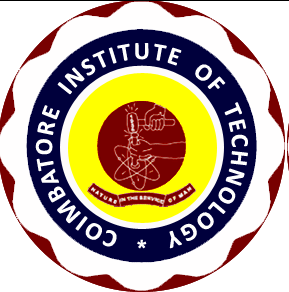 COIMBATORE INSTITUTE OF TECHNOLOGY *
NATURE IN THE SERVICE OF MAN